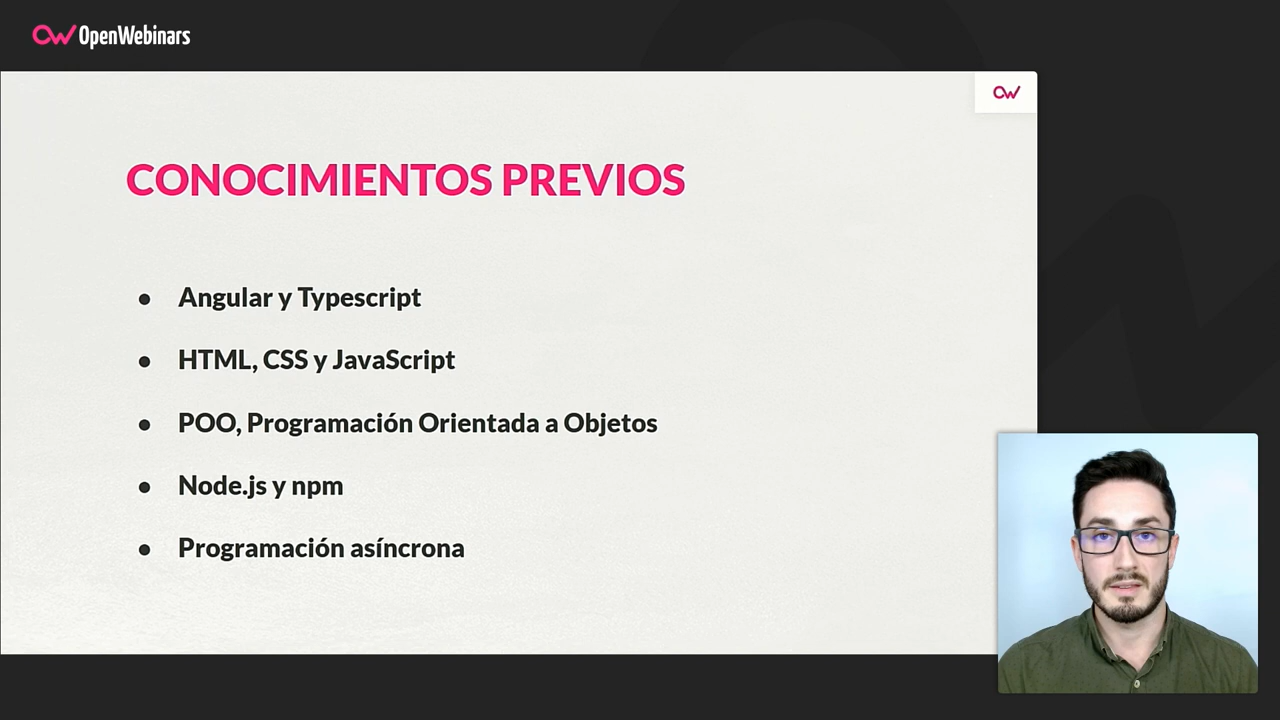 OpenWebinars
CONOCIMIENTOS PREVIOS
● Angular y Typescript
● HTML, CSS y JavaScript
● POO, Programación Orientada a Objetos
● Node.js y npm
● Programación asíncrona